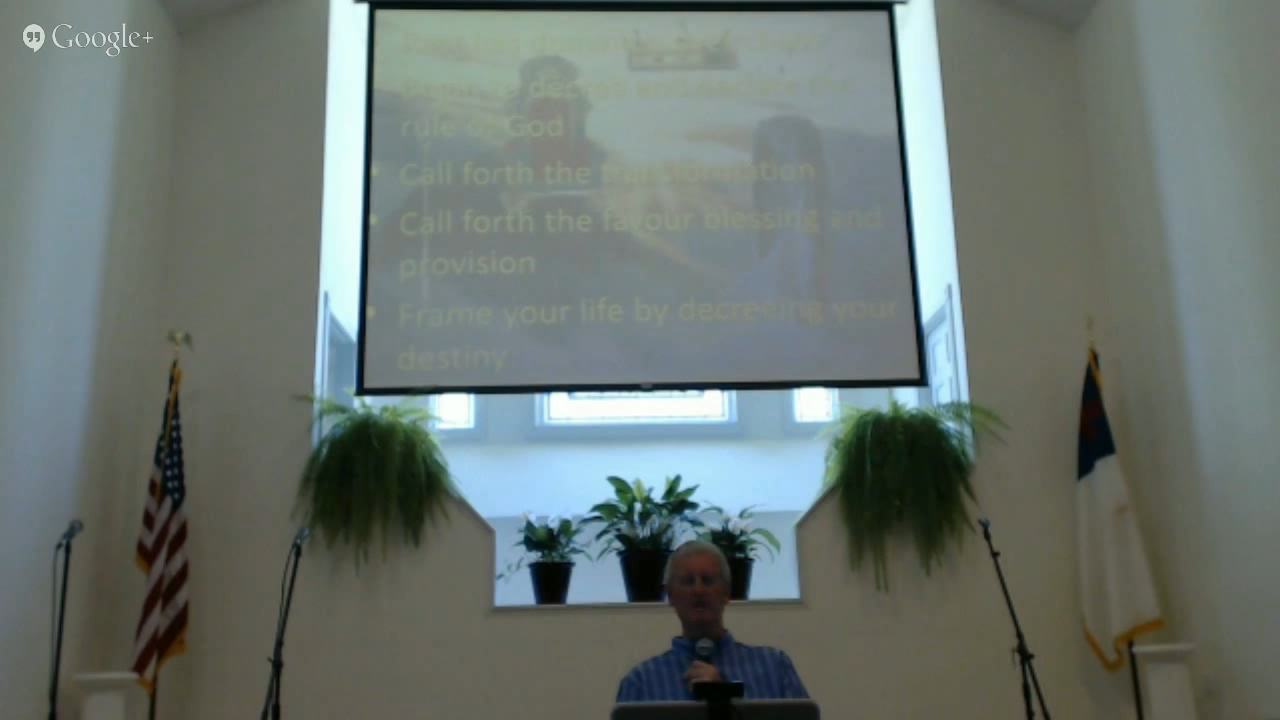 Google+
decree and declare the
rule of God
• Call forth the transformation
• Call forth the favour blessing and
provision
• Frame your life by decreeing your
destiny